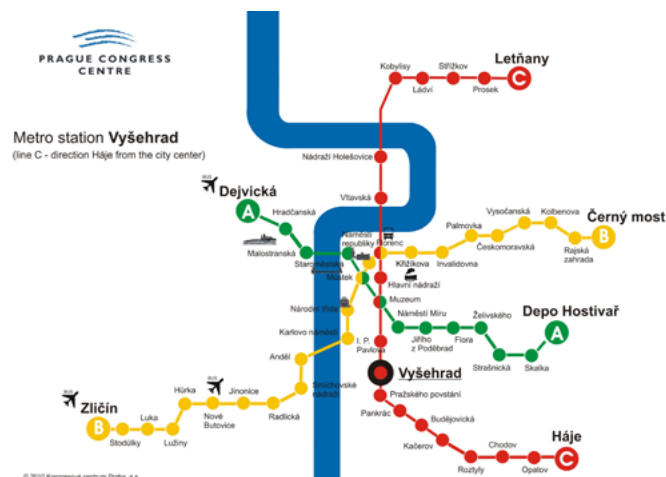 PRAGUE CONGRESS
CENTRE
Metro station Vyšehrad
(line C - direction Háje from the city center)
Letňany
C
Kobylisy
Ládví
Střížkov
Prosek
Nádraží Holešovice
Vltavská
BUS
Dejvická
A
Hradčanská
Malostranská
Staroměstská
Můstek
Náměstí
republiky
Florenc
Křižíkova
Invalidovna
Palmovka
Českomoravská
Vysočanská
Kolbenova
Rajská
zahrada
Černý most
B
Hlavní nádraží
Muzeum
Náměstí Míru
Jiřího
z Poděbrad
Flora
Želivského
Strašnická
Skalka
Depo Hostivař
A
Národní třída
Karlovo náměstí
I. P.
Pavlova
Anděl
Smíchovské
nádraží
Radlická
Jinonice
BUS
Nové
Butovice
Hůrka
Lužiny
Luka
Stodůlky
BUS
Zličín
B
Vyšehrad
Pražského povstání
Pankrác
Budějovická
Kačerov
Roztyly
Chodov
Opatov
Háje
C